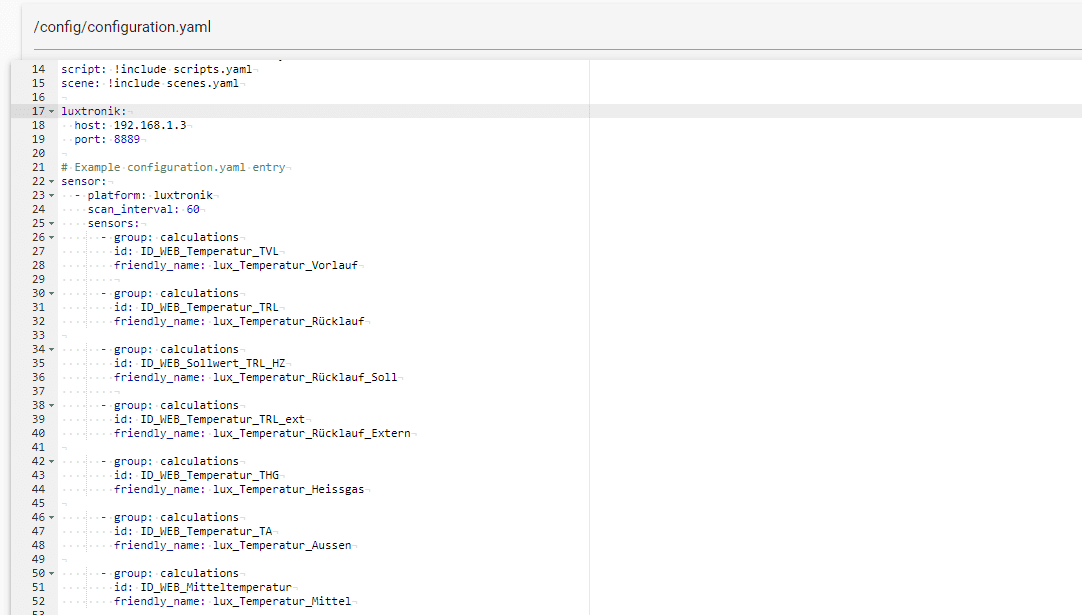 /config/configuration.yaml
14 script: !include scripts.yaml
15 scene: !include scenes.yaml
16
17 luxtronik:
18 host: 192.168.1.3
19 port: 8889
20
21 # Example configuration.yaml entry
22 sensor:
23 - platform: luxtronik
24 scan_interval: 60
25 sensors:
26 - group: calculations
27 id: ID_WEB_Temperatur_TVL
28 friendly_name: lux_Temperatur_Vorlauf
29
30 - group: calculations
31 id: ID_WEB_Temperatur_TRL
32 friendly_name: lux_Temperatur_Rücklauf
33
34 - group: calculations
35 id: ID_WEB_Sollwert_TRL_HZ
36 friendly_name: lux_Temperatur_Rücklauf_Soll
37
38 - group: calculations
39 id: ID_WEB_Temperatur_TRL_ext
40 friendly_name: lux_Temperatur_Rücklauf_Extern
41
42 - group: calculations
43 id: ID_WEB_Temperatur_THG
44 friendly_name: lux_Temperatur_Heissgas
45
46 - group: calculations
47 id: ID_WEB_Temperatur_TA
48 friendly_name: lux_Temperatur_Aussen
49
50 - group: calculations
51 id: ID_WEB_Mitteltemperatur
52 friendly_name: lux_Temperatur_Mittel